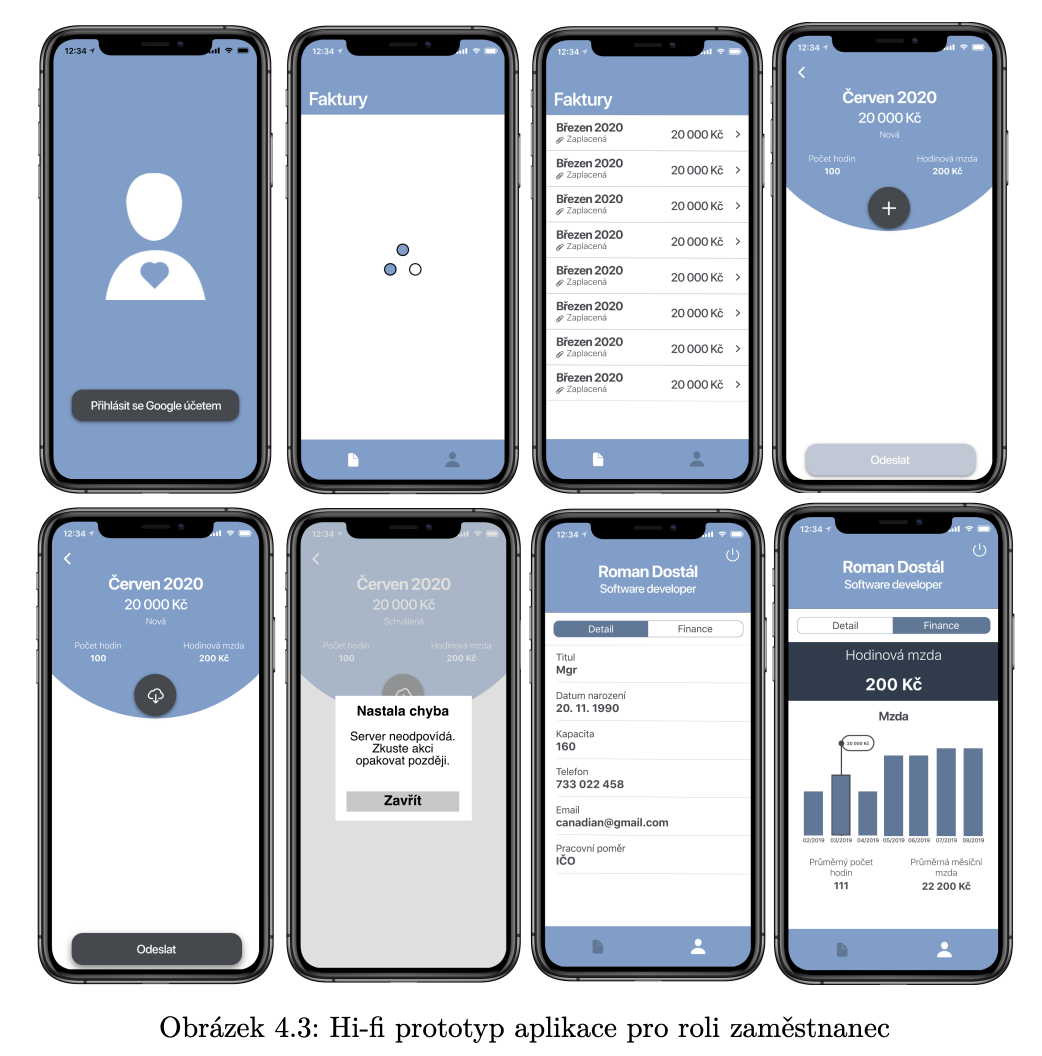 12:34
Přihlásit se Google účetem
12:34
Faktury
12:34
Faktury
Březen 2020
Zaplacená
20 000 Kč
Březen 2020
Zaplacená
20 000 Kč
Březen 2020
Zaplacená
20 000 Kč
Březen 2020
Zaplacená
20 000 Kč
Březen 2020
Zaplacená
20 000 Kč
Březen 2020
Zaplacená
20 000 Kč
Březen 2020
Zaplacená
20 000 Kč
Březen 2020
Zaplacená
20 000 Kč
12:34
Červen 2020
20 000 Kč
Nová
Počet hodin
100
Hodinová mzda
200 Kč
Odeslat
12:34
Červen 2020
20 000 Kč
Nová
Počet hodin
100
Hodinová mzda
200 Kč
Odeslat
12:34
Červen 2020
20 000 Kč
Schválená
Počet hodin
100
Hodinová mzda
200 Kč
Nastala chyba
Server neodpovídá.
Zkuste akci
opakovat později.
Zavřít
12:34
Roman Dostál
Software developer
Detail
Finance
Titul
Mgr
Datum narození
20. 11. 1990
Kapacita
160
Telefon
733 022 458
Email
canadian@gmail.com
Pracovní poměr
IČO
12:34
Roman Dostál
Software developer
Detail
Finance
Hodinová mzda
200 Kč
Mzda
20 000 Kč
02/2019 03/2019 04/2019 05/2019 06/2019 07/2019 08/2019
Průměrný počet
hodin
111
Průměrná měsíční
mzda
22 200 Kč
Obrázek 4.3: Hi-fi prototyp aplikace pro roli zaměstnanec